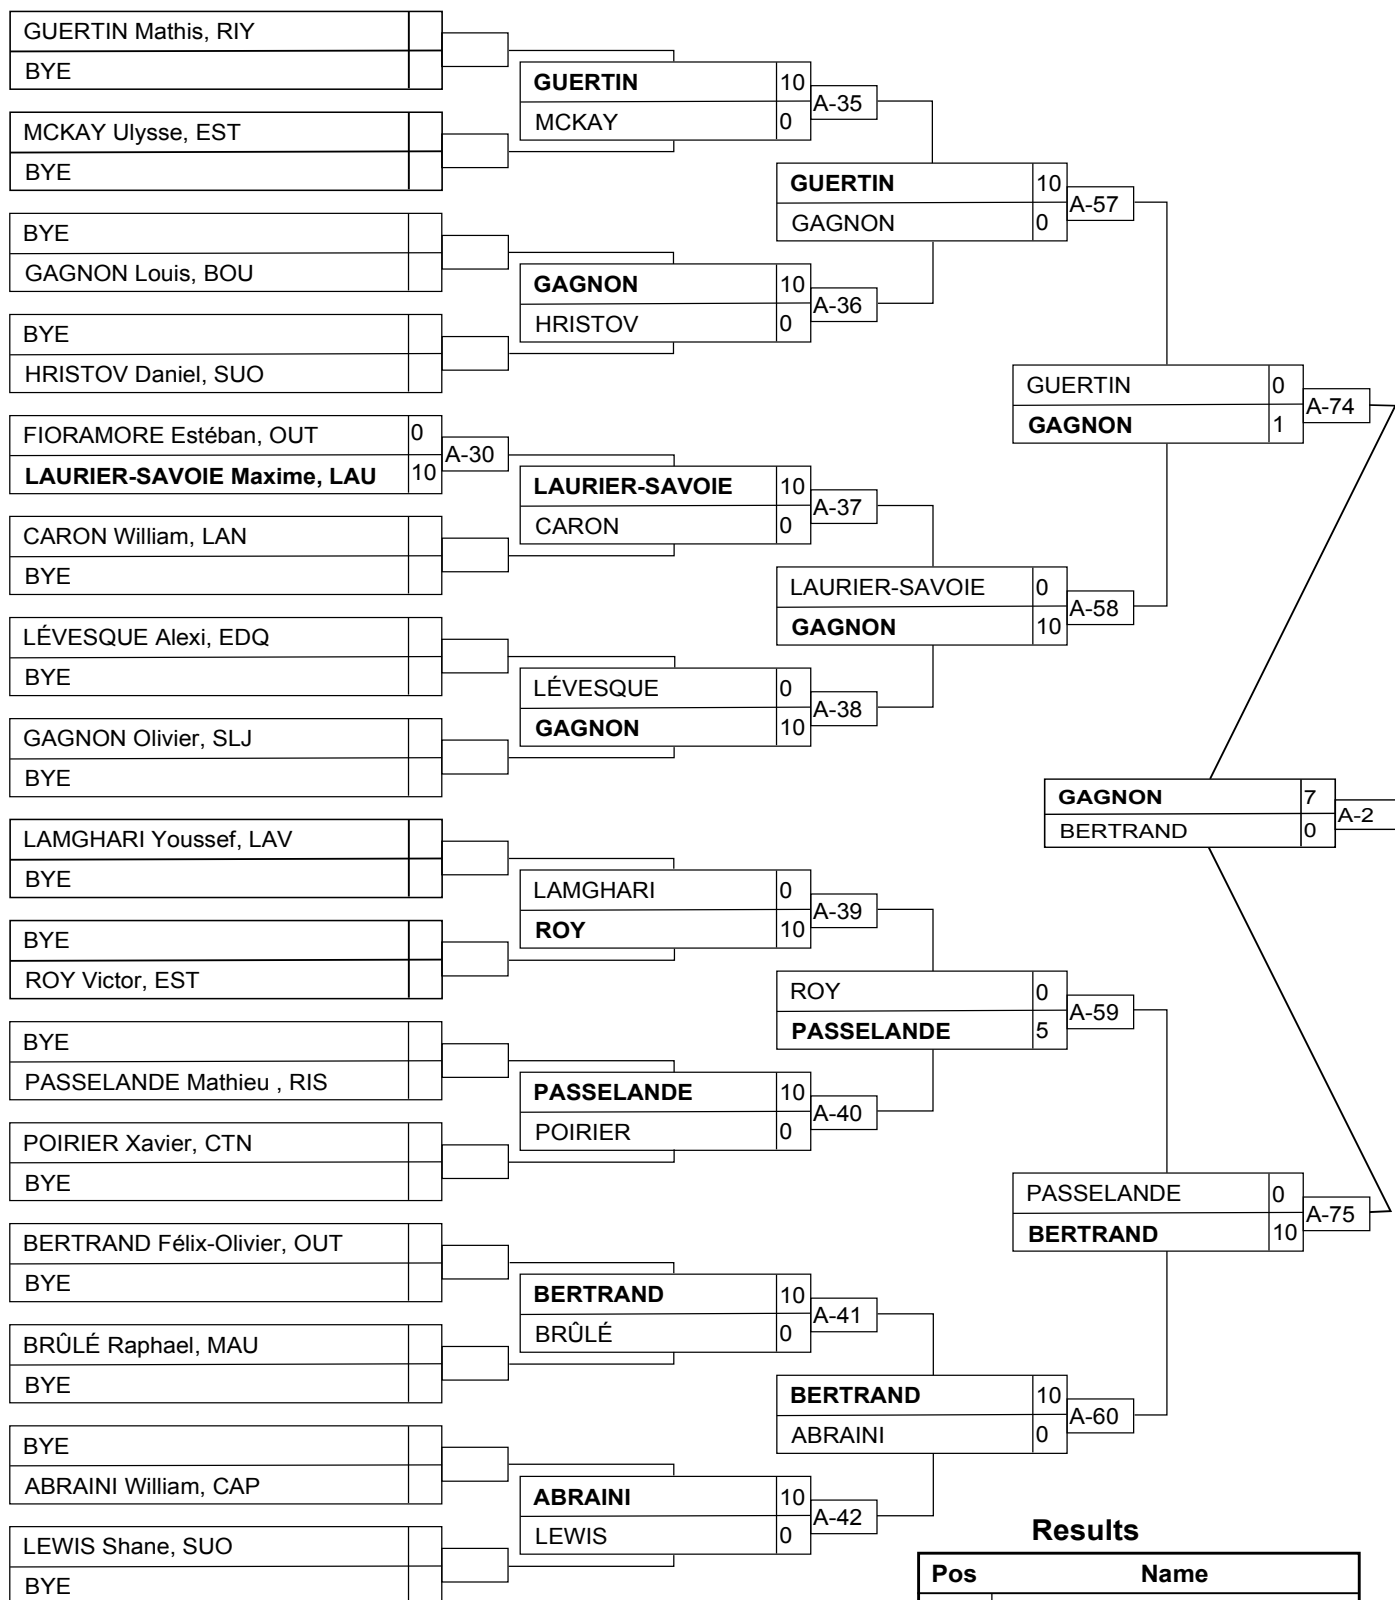 GUERTIN Mathis, RIY
BYE
MCKAY Ulysse, EST
BYE
BYE
GAGNON Louis, BOU
BYE
HRISTOV Daniel, SUO
FIORAMORE Estéban, OUT 0
LAURIER-SAVOIE Maxime, LAU 10
A-30
CARON William, LAN
BYE
LÉVESQUE Alexi, EDQ
BYE
GAGNON Olivier, SLJ
BYE
LAMGHARI Youssef, LAV
BYE
BYE
ROY Victor, EST
BYE
PASSELANDE Mathieu , RIS
POIRIER Xavier, CTN
BYE
BERTRAND Félix-Olivier, OUT
BYE
BRÛLÉ Raphael, MAU
BYE
BYE
ABRAINI William, CAP
LEWIS Shane, SUO
BYE
GUERTIN 10
MCKAY 0
A-35
GAGNON 10
HRISTOV 0
A-36
LAURIER-SAVOIE 10
CARON 0
A-37
LÉVESQUE 0
GAGNON 10
A-38
LAMGHARI 0
ROY 10
A-39
PASSELANDE 10
POIRIER 0
A-40
BERTRAND 10
BRÛLÉ 0
A-41
ABRAINI 10
LEWIS 0
A-42
GUERTIN 10
GAGNON 0
A-57
LAURIER-SAVOIE 0
GAGNON 10
A-58
ROY 0
PASSELANDE 5
A-59
BERTRAND 10
ABRAINI 0
A-60
GUERTIN 0
GAGNON 1
A-74
PASSELANDE 0
BERTRAND 10
A-75
GAGNON 7
BERTRAND 0
A-2
Results
Pos Name